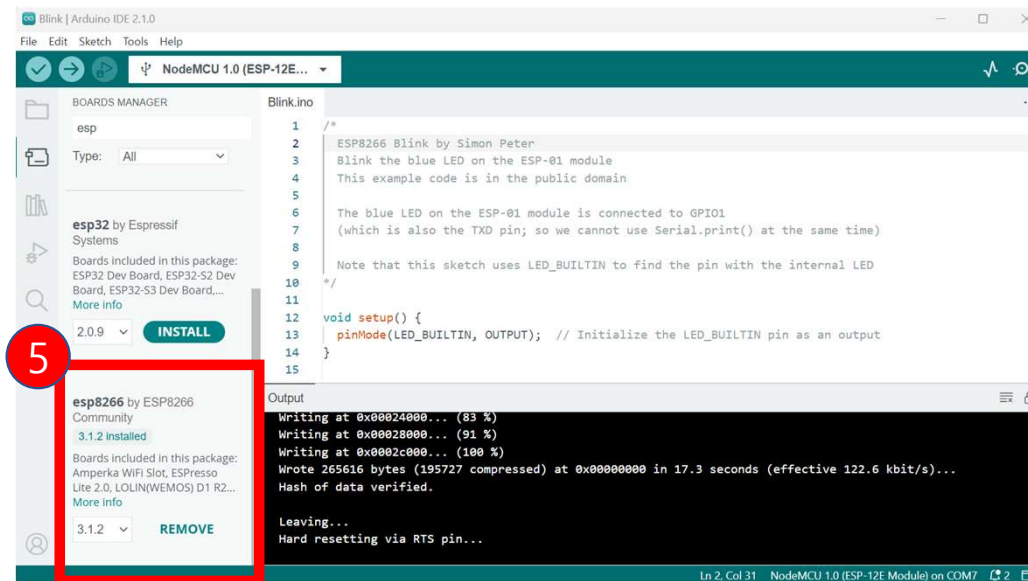 Blink | Arduino IDE 2.1.0
File Edit Sketch Tools Help
NodeMCU 1.0 (ESP-12E...
BOARDS MANAGER
esp
Type: All
esp32 by Espressif
Systems
Boards included in this package:
ESP32 Dev Board, ESP32-S2 Dev
Board, ESP32-S3 Dev Board,...
More info
2.0.9 INSTALL
5
esp8266 by ESP8266
Community
3.1.2 installed
Boards included in this package:
Amperka WiFi Slot, ESPresso
Lite 2.0, LOLIN(WEMOS) D1 R2...
More info
3.1.2 REMOVE
Blink.ino
1 /*
2 ESP8266 Blink by Simon Peter
3 Blink the blue LED on the ESP-01 module
4 This example code is in the public domain
5
6 The blue LED on the ESP-01 module is connected to GPIO1
7 (which is also the TXD pin; so we cannot use Serial.print() at the same time)
8
9 Note that this sketch uses LED_BUILTIN to find the pin with the internal LED
10 */
11
12 void setup() {
13 pinMode(LED_BUILTIN, OUTPUT); // Initialize the LED_BUILTIN pin as an output
14 }
15
Output
Writing at 0x00024000... (83 %)
Writing at 0x00028000... (91 %)
Writing at 0x0002c000... (100 %)
Wrote 265616 bytes (195727 compressed) at 0x00000000 in 17.3 seconds (effective 122.6 kbit/s)...
Hash of data verified.
Leaving...
Hard resetting via RTS pin...
Ln 2, Col 31 NodeMCU 1.0 (ESP-12E Module) on COM7 2